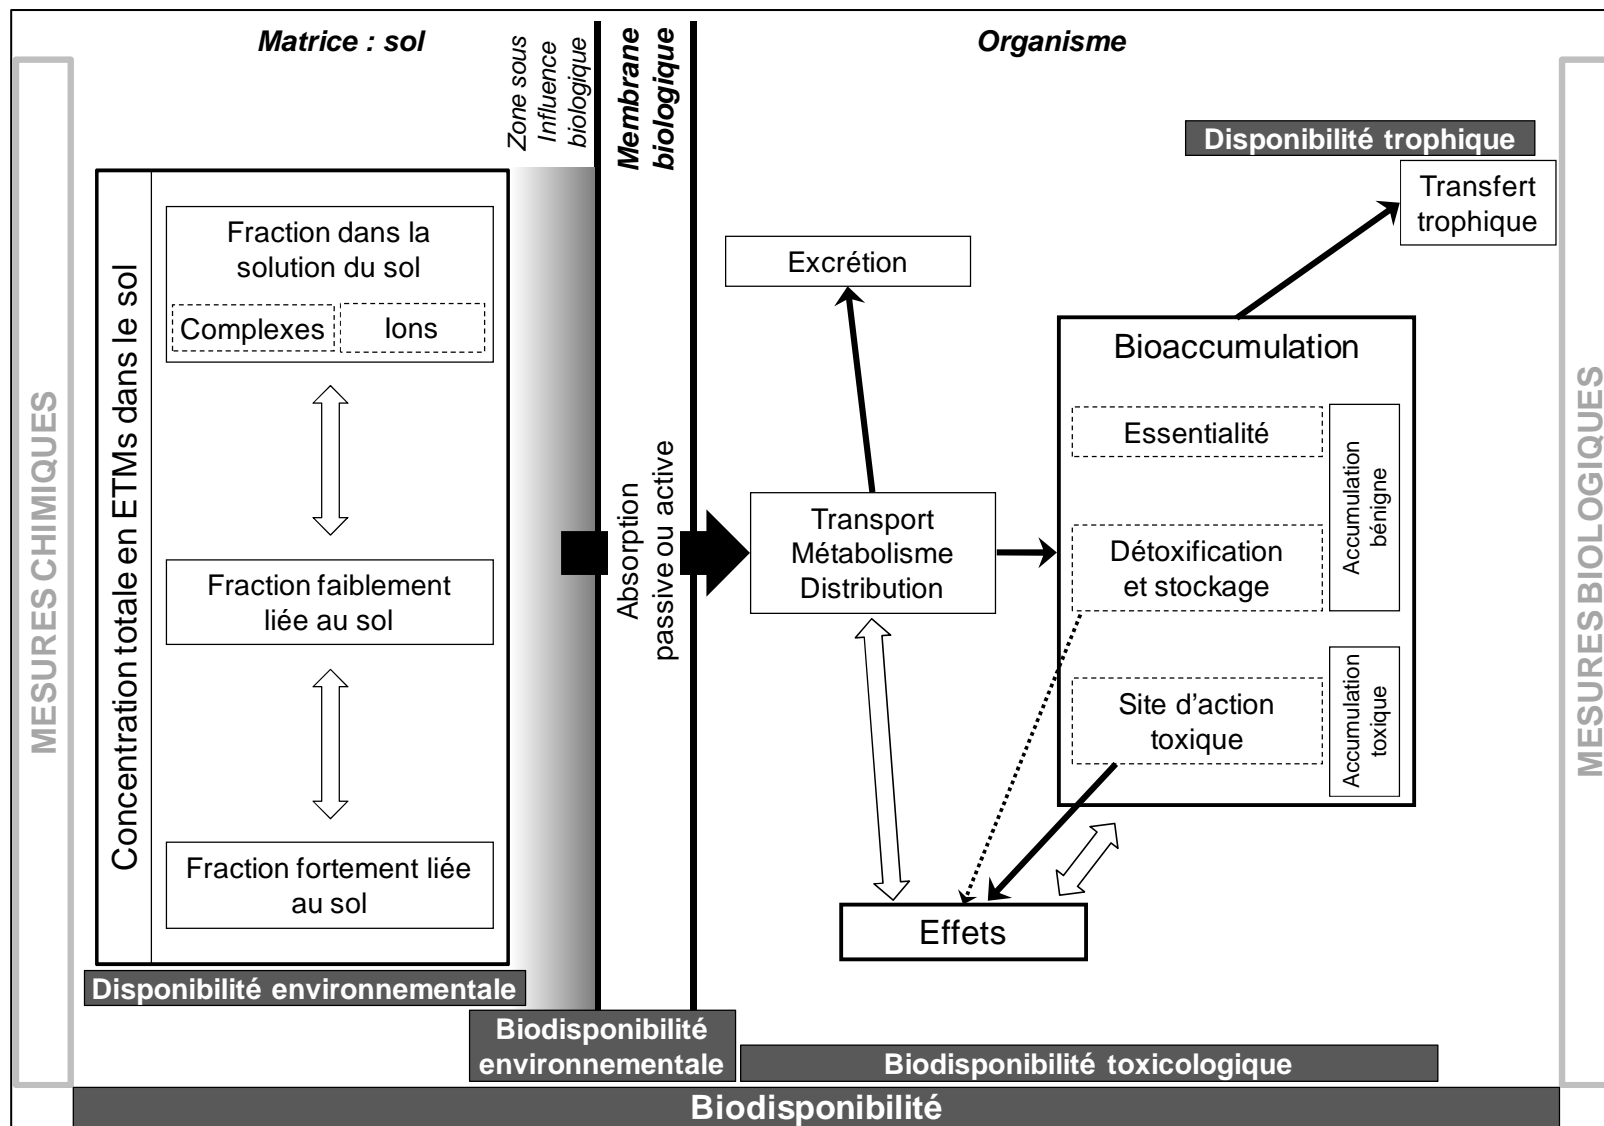 Matrice : sol
Zone sous
Influence
biologique
Membrane
biologique
Organisme
MESURES CHIMIQUES
Concentration totale en ETMs dans le sol
Fraction dans la
solution du sol
Complexes
Ions
Fraction faiblement
liée au sol
Fraction fortement liée
au sol
Disponibilité environnementale
Absorption
passive ou active
Biodisponibilité
environnementale
Excrétion
Transport
Métabolisme
Distribution
Disponibilité trophique
Transfert
trophique
Bioaccumulation
Essentialité
Détoxification
et stockage
Accumulation
bénigne
Site d’action
toxique
Accumulation
toxique
Effets
Biodisponibilité toxicologique
MESURES BIOLOGIQUES
Biodisponibilité